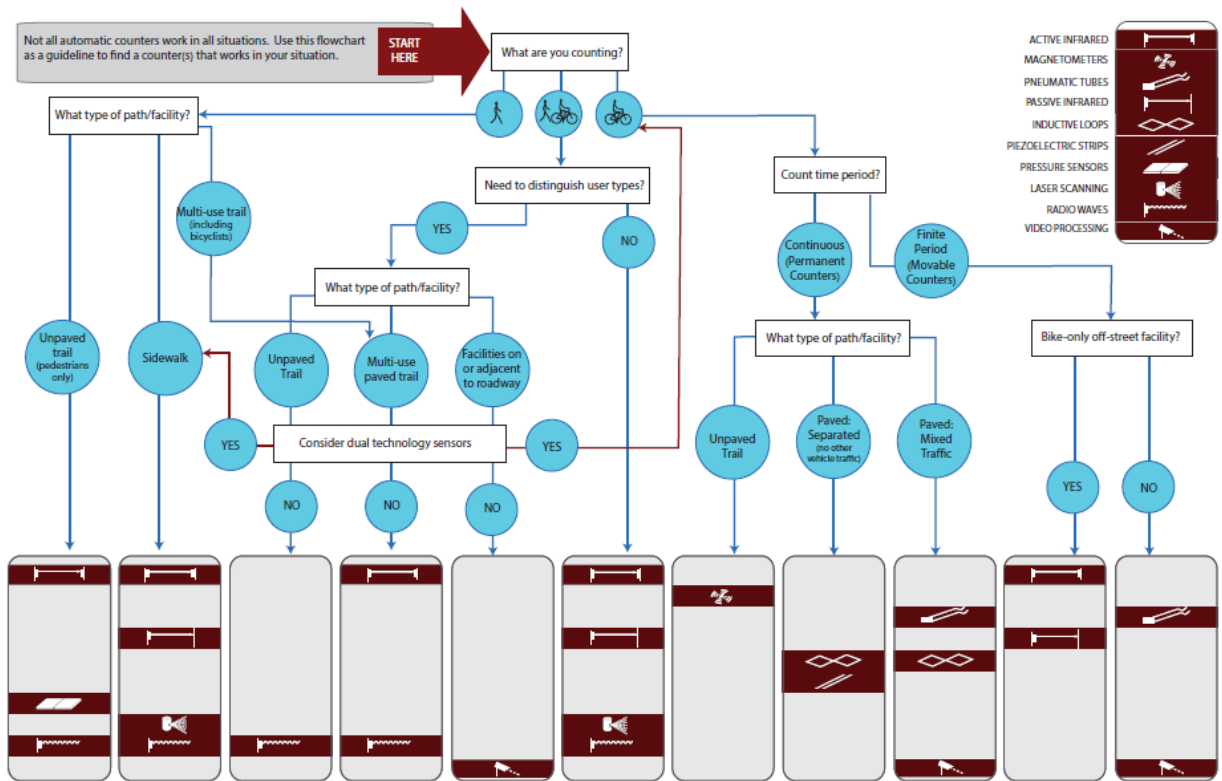 Not all automatic counters work in all situations. Use this flowchart
as a guideline to find a counter(s) that works in your situation.
START
HERE
What are you counting?
ACTIVE INFRARED
MAGNETOMETERS
PNEUMATIC TUBES
PASSIVE INFRARED
INDUCTIVE LOOPS
PIEZOELECTRIC STRIPS
PRESSURE SENSORS
LASER SCANNING
RADIO WAVES
VIDEO PROCESSING
What type of path/facility?
Need to distinguish user types?
Count time period?
Multi-use trail
(including
bicyclists)
YES
NO
Continuous
(Permanent
Counters)
Finite
Period
(Movable
Counters)
What type of path/facility?
What type of path/facility?
Bike-only off-street facility?
Unpaved
trail
(pedestrians
only)
Sidewalk
Unpaved
Trail
Multi-use
paved trail
Facilities on
or adjacent
to roadway
YES
Consider dual technology sensors
YES
Unpaved
Trail
Paved:
Separated
(no other
vehicle traffic)
Paved:
Mixed
Traffic
NO
NO
NO
YES
NO